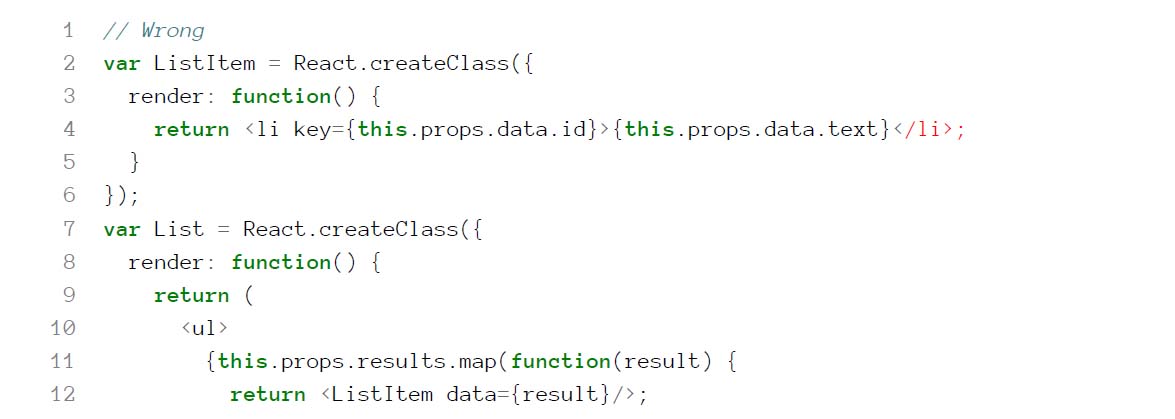 1 // Wrong
2 var ListItem = React.createClass({
3   render: function() {
4     return <li key={this.props.data.id}>{this.props.data.text}</li>;
5   }
6 });
7 var List = React.createClass({
8   render: function() {
9     return (
10       <ul>
11         {this.props.results.map(function(result) {
12           return <ListItem data={result}/>;